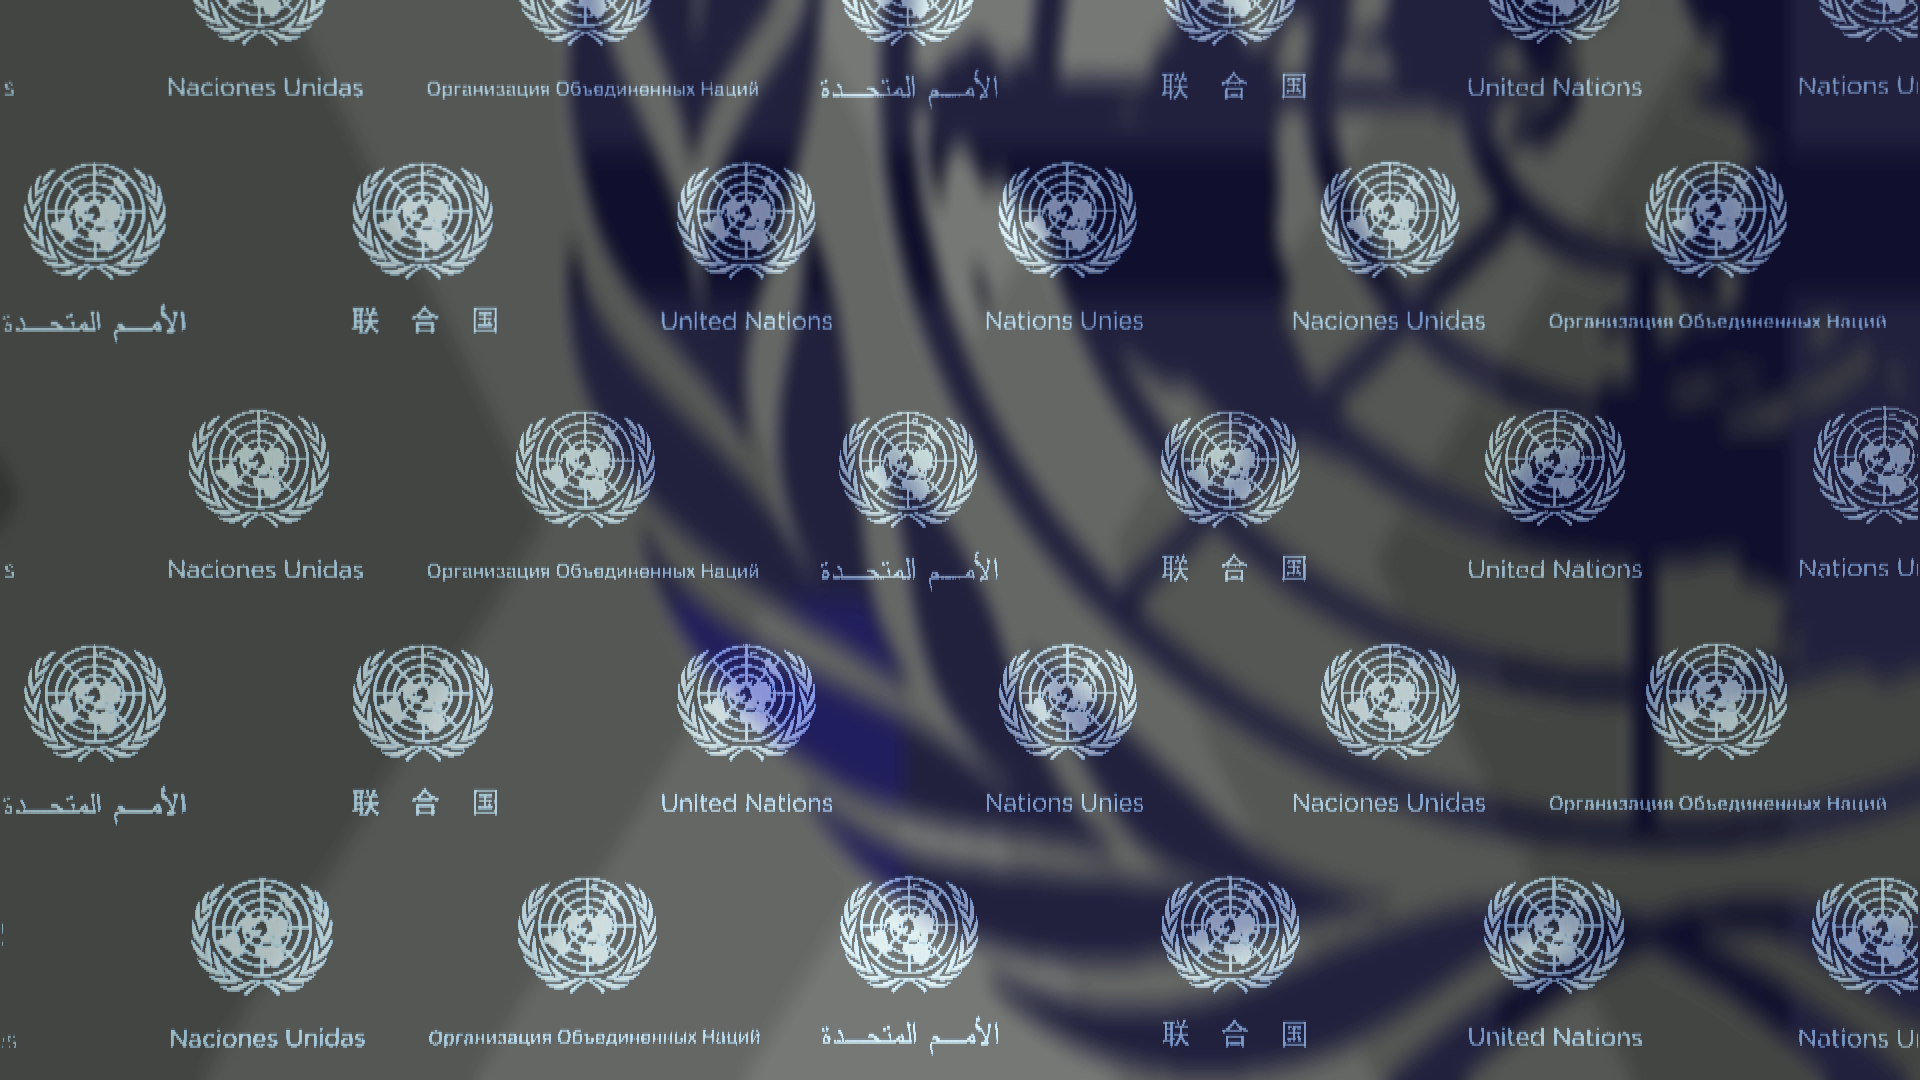 Naciones Unidas Организация Объединенных Наций الأمم المتحدة 联合国 United Nations
الأمم المتحدة 联合国 United Nations Nations Unies Naciones Unidas Организация Объединенных Наций
Naciones Unidas Организация Объединенных Наций الأمم المتحدة 联合国 United Nations Nations
الأمم المتحدة 联合国 United Nations Nations Unies Naciones Unidas Организация Объединенных Наций
Naciones Unidas Организация Объединенных Наций الأمم المتحدة 联合国 United Nations Nations